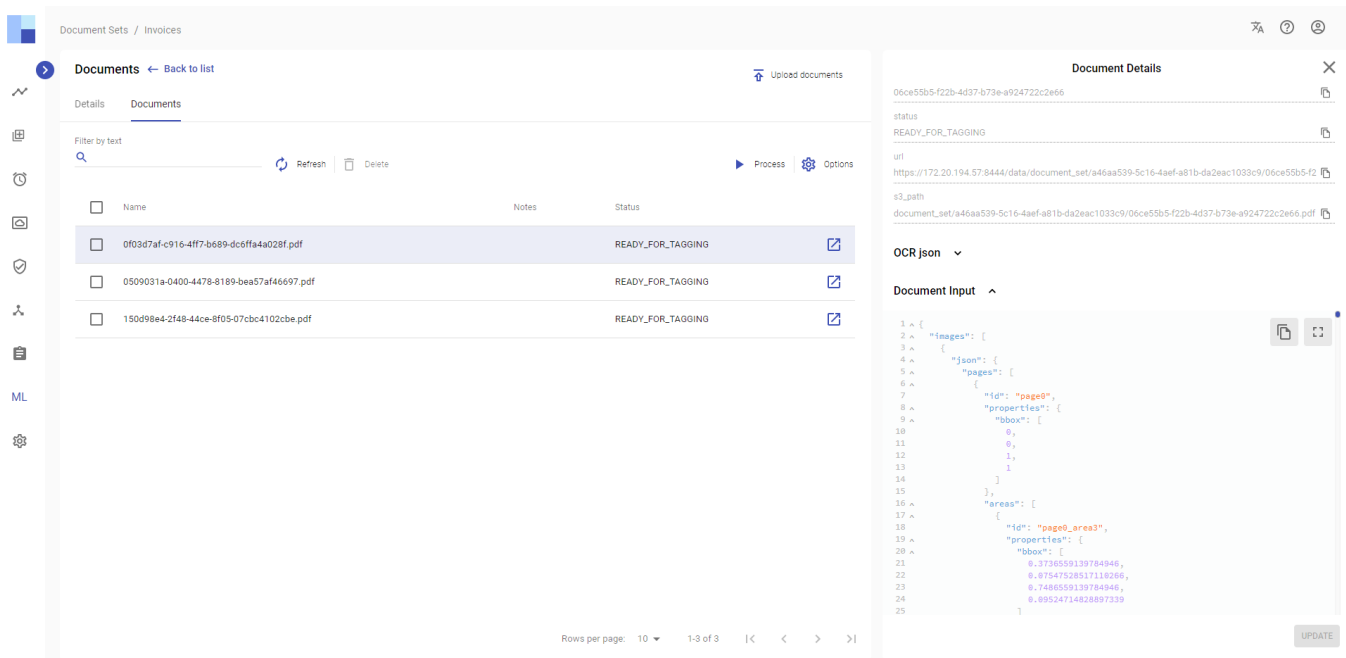 Document Sets / Invoices
Documents ← Back to list
Upload documents
Details Documents
Filter by text
Refresh Delete
Process Options
Name Notes Status
0f03d7af-c916-4ff7-b689-dc6ffa4a028f.pdf READY_FOR_TAGGING
0509031a-0400-4478-8189-bea57af46697.pdf READY_FOR_TAGGING
150d98e4-2f48-44ce-8f05-07cbc4102cbe.pdf READY_FOR_TAGGING
ML
Rows per page: 10 1-3 of 3
Document Details
06ce55b5-f22b-4d37-b73e-a924722c2e66
status
READY_FOR_TAGGING
url
https://172.20.194.57:8444/data/document_set/a46aa539-5c16-4aef-a81b-da2eac1033c9/06ce55b5-f2
s3_path
document_set/a46aa539-5c16-4aef-a81b-da2eac1033c9/06ce55b5-f22b-4d37-b73e-a924722c2e66.pdf
OCR json
Document Input
1 {
2 "images": [
3 {
4 "json": {
5 "pages": [
6 {
7 "id": "page0",
8 "properties": {
9 "bbox": [
10 0,
11 0,
12 1,
13 1
14 ]
15 },
16 "areas": [
17 {
18 "id": "page0_area3",
19 "properties": {
20 "bbox": [
21 0.3736559139784946,
22 0.07547528517110266,
23 0.7486559139784946,
24 0.09524714828897339
25 ]
UPDATE